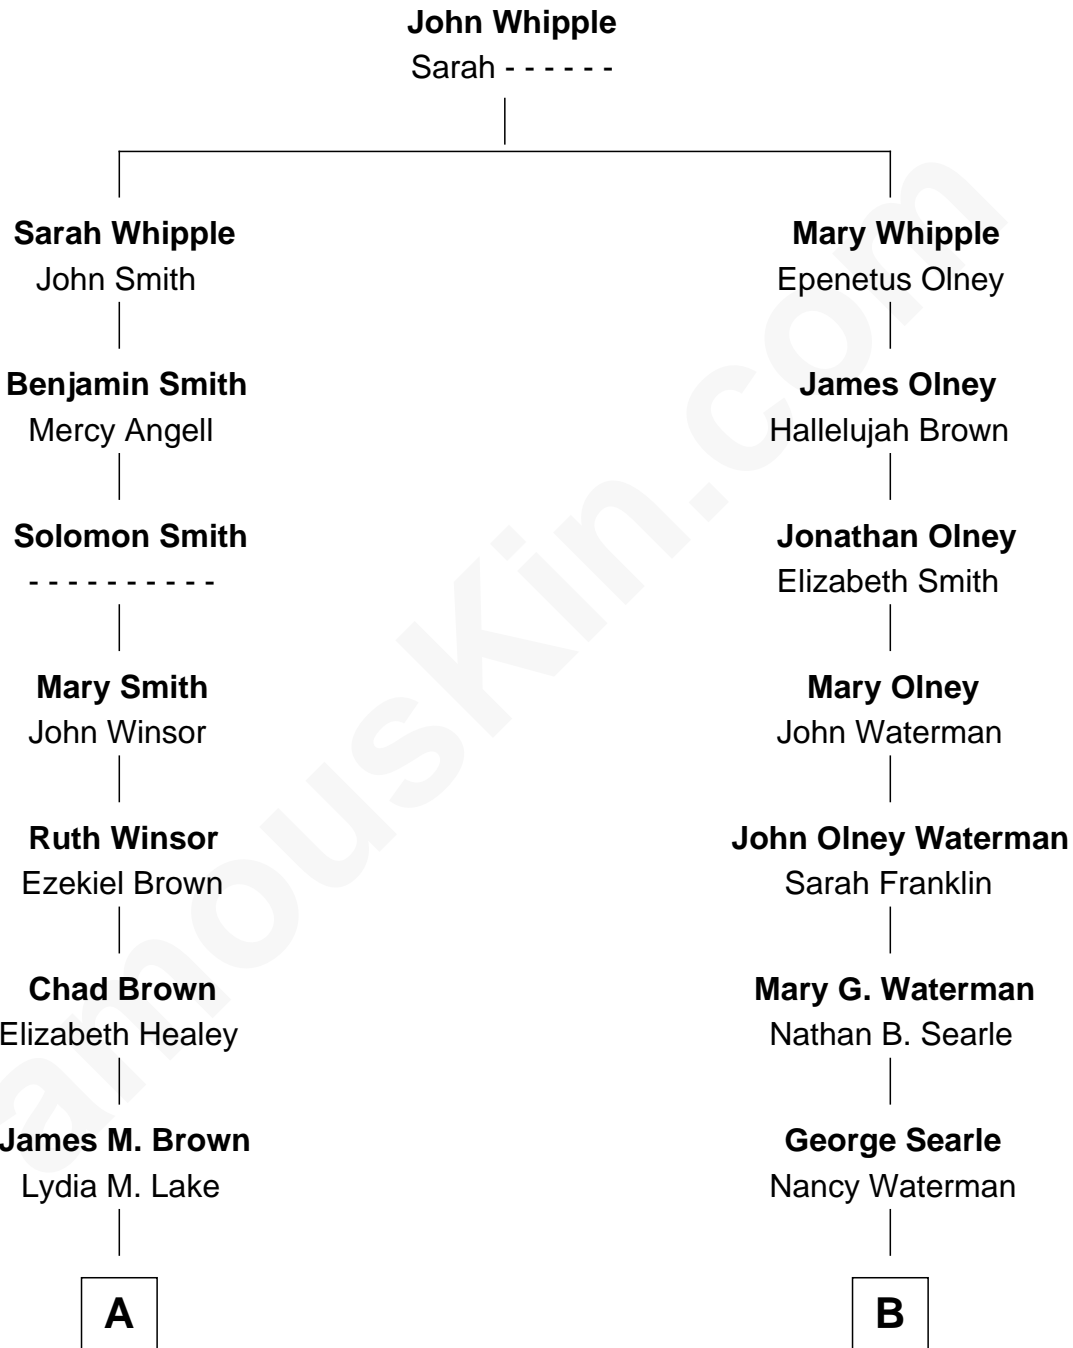 John Whipple
Sarah - - - - - -
Sarah Whipple
John Smith
Mary Whipple
Epenetus Olney
Benjamin Smith
Mercy Angell
James Olney
Hallelujah Brown
Solomon Smith
- - - - - - - - - -
Jonathan Olney
Elizabeth Smith
Mary Smith
John Winsor
Mary Olney
John Waterman
Ruth Winsor
Ezekiel Brown
John Olney Waterman
Sarah Franklin
Chad Brown
Elizabeth Healey
Mary G. Waterman
Nathan B. Searle
James M. Brown
Lydia M. Lake
George Searle
Nancy Waterman
A
B
amousKin.com